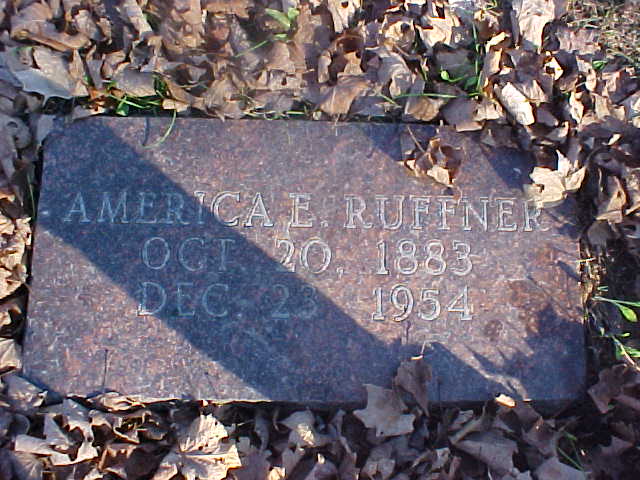 AMERICA E. RUFFNER
OCT 20, 1883
DEC 23 1954